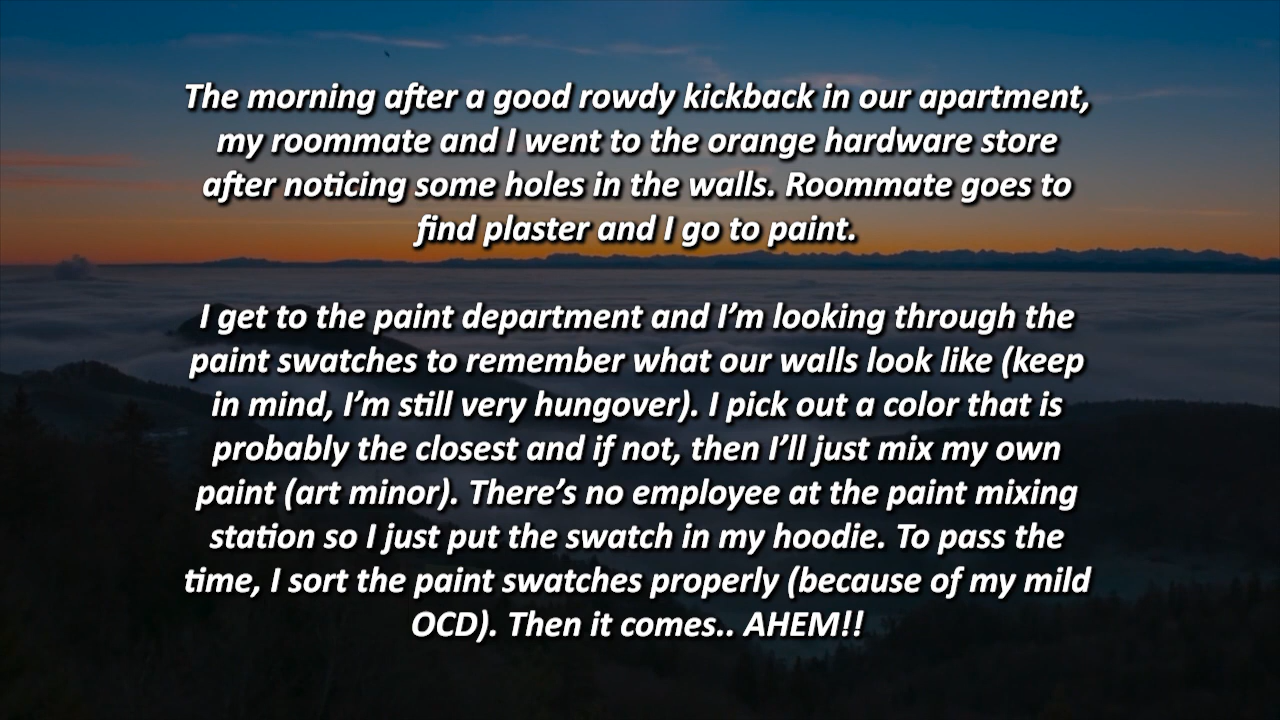 The morning after a good rowdy kickback in our apartment,
my roommate and I went to the orange hardware store
after noticing some holes in the walls. Roommate goes to
find plaster and I go to paint.
I get to the paint department and I’m looking through the
paint swatches to remember what our walls look like (keep
in mind, I’m still very hungover). I pick out a color that is
probably the closest and if not, then I’ll just mix my own
paint (art minor). There’s no employee at the paint mixing
station so I just put the swatch in my hoodie. To pass the
time, I sort the paint swatches properly (because of my mild
OCD). Then it comes.. AHEM!!